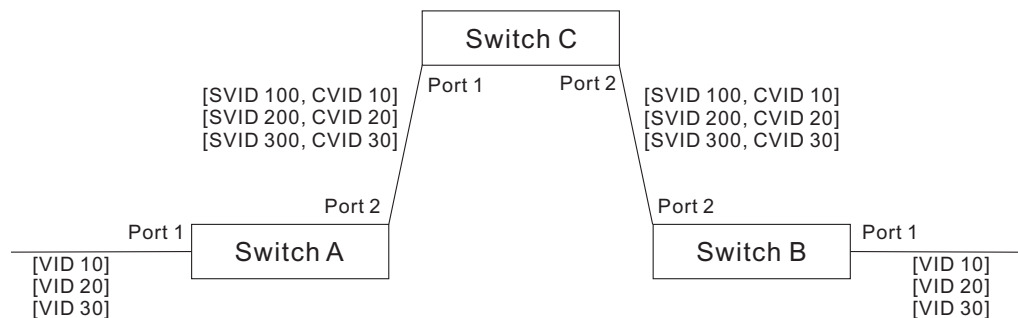 Switch C
Port 1
Port 2
[SVID 100, CVID 10]
[SVID 200, CVID 20]
[SVID 300, CVID 30]
[SVID 100, CVID 10]
[SVID 200, CVID 20]
[SVID 300, CVID 30]
Port 2
Port 2
Port 1
Switch A
Switch B
Port 1
[VID 10]
[VID 20]
[VID 30]
[VID 10]
[VID 20]
[VID 30]